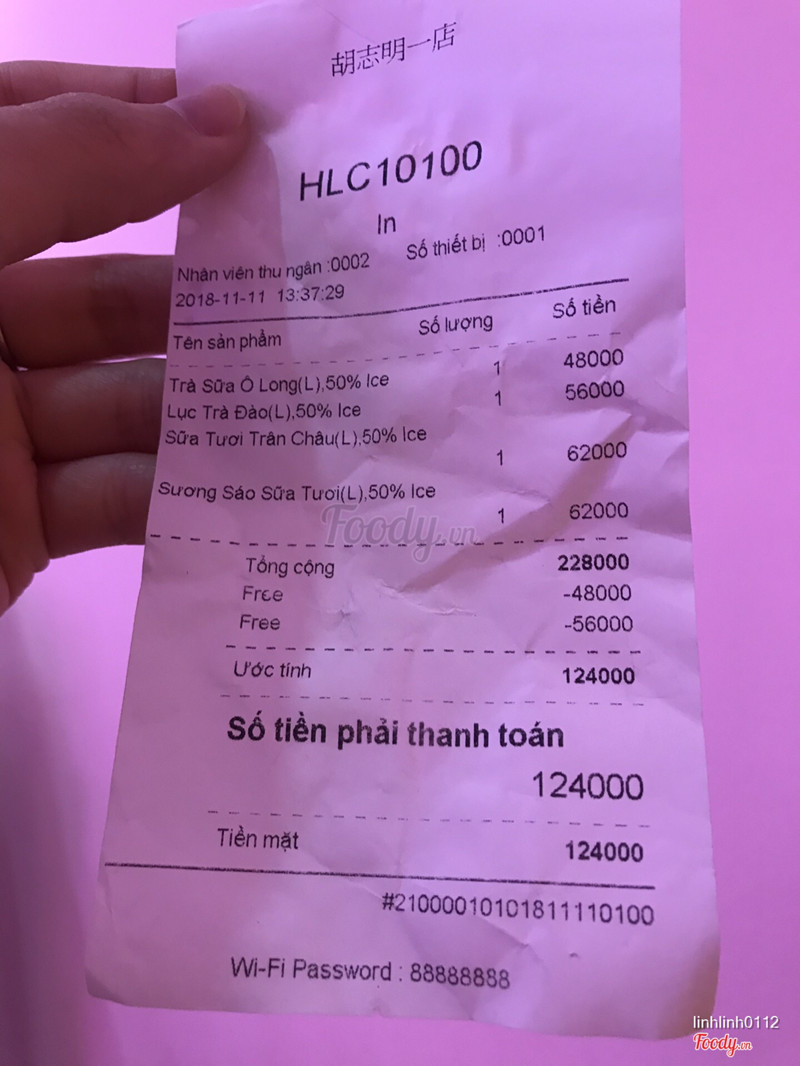 胡志明一店
HLC10100
In
Nhân viên thu ngân :0002 Số thiết bị :0001
2018-11-11 13:37:29
Tên sản phẩm Số lượng Số tiền
Trà Sữa Ô Long(L),50% Ice 1 48000
Lục Trà Đào(L),50% Ice 1 56000
Sữa Tươi Trân Châu(L),50% Ice
1 62000
Sương Sáo Sữa Tươi(L),50% Ice
1 62000
Foody.vn
Tổng cộng 228000
Free -48000
Free -56000
Ước tính 124000
Số tiền phải thanh toán
124000
Tiền mặt 124000
#21000010101811110100
Wi-Fi Password : 88888888
linhlinh0112
Foody.vn